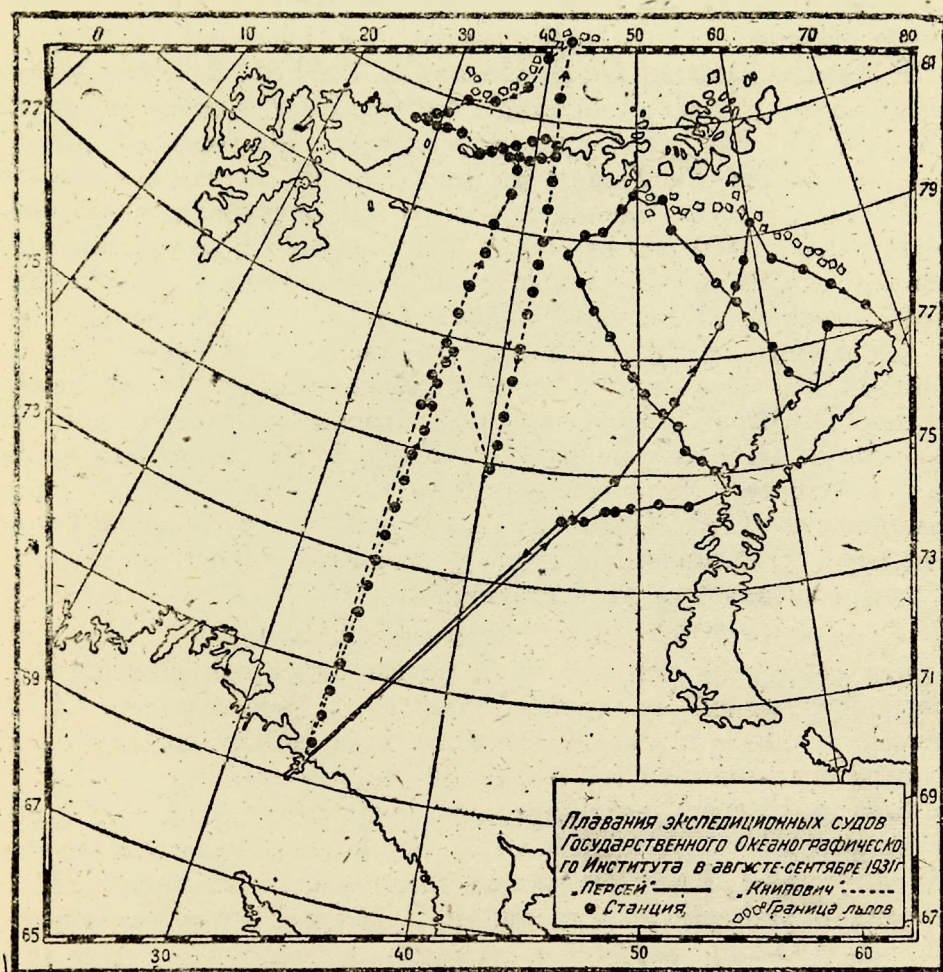 0 10 20 30 40 50 60 70 80
81
79
77
75
73
71
69
67
77
75
73
71
69
67
65
30 40 50 60
Плавания экспедиционных судов
Государственного Океанографическо-
го Института в августе-сентябре 1931г
„Персей" „Книпович"
Станция Граница льдов